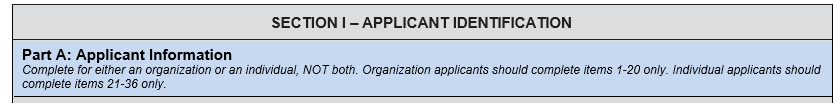 SECTION I – APPLICANT IDENTIFICATION
Part A: Applicant Information
Complete for either an organization or an individual, NOT both. Organization applicants should complete items 1-20 only. Individual applicants should
complete items 21-36 only.